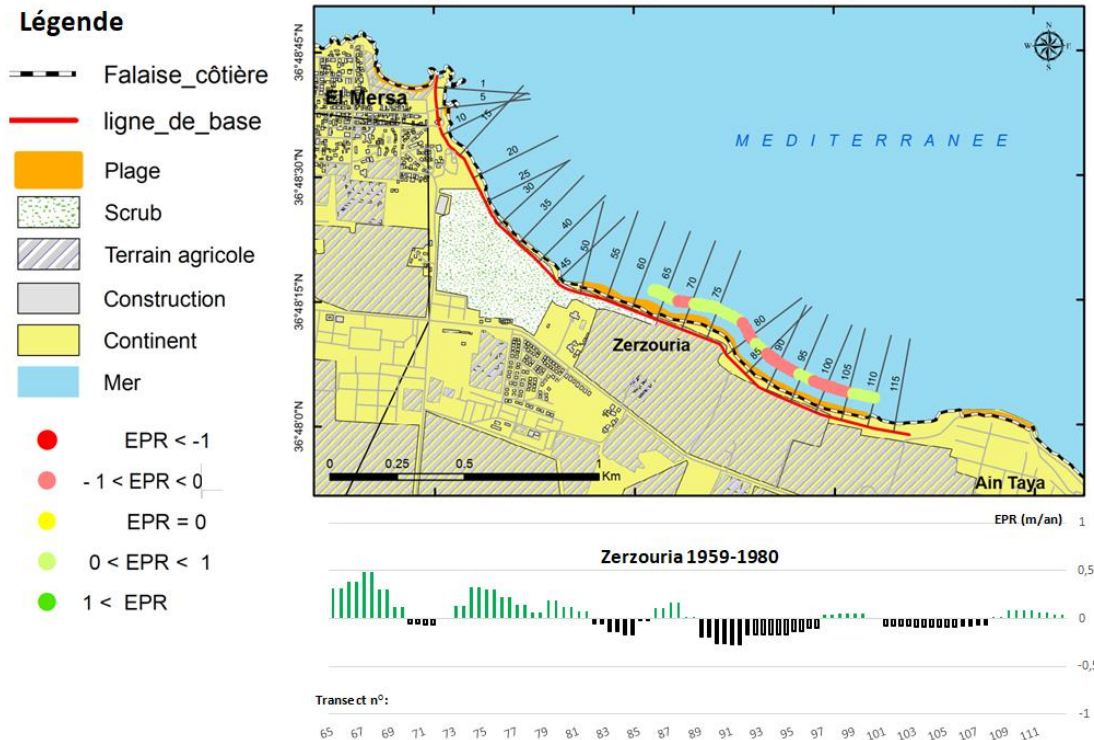 Légende
Falaise_côtière
ligne_de_base
Plage
Scrub
Terrain agricole
Construction
Continent
Mer
EPR < -1
- 1 < EPR < 0
EPR = 0
0 < EPR < 1
1 < EPR
36°48'45"N
36°48'30"N
36°48'15"N
36°48'0"N
N
W E
S
El Mersa
MEDITERRANEE
1
5
10
15
20
25
30
35
40
45
50
55
60
65
70
75
80
85
90
95
100
105
110
115
Zerzouria
Ain Taya
0 0.25 0.5 1
Km
EPR (m/an) 1
Zerzouria 1959-1980
0,5
0
-0,5
-1
Transect n°:
65 67 69 71 73 75 77 79 81 83 85 87 89 91 93 95 97 99 101 103 105 107 109 111